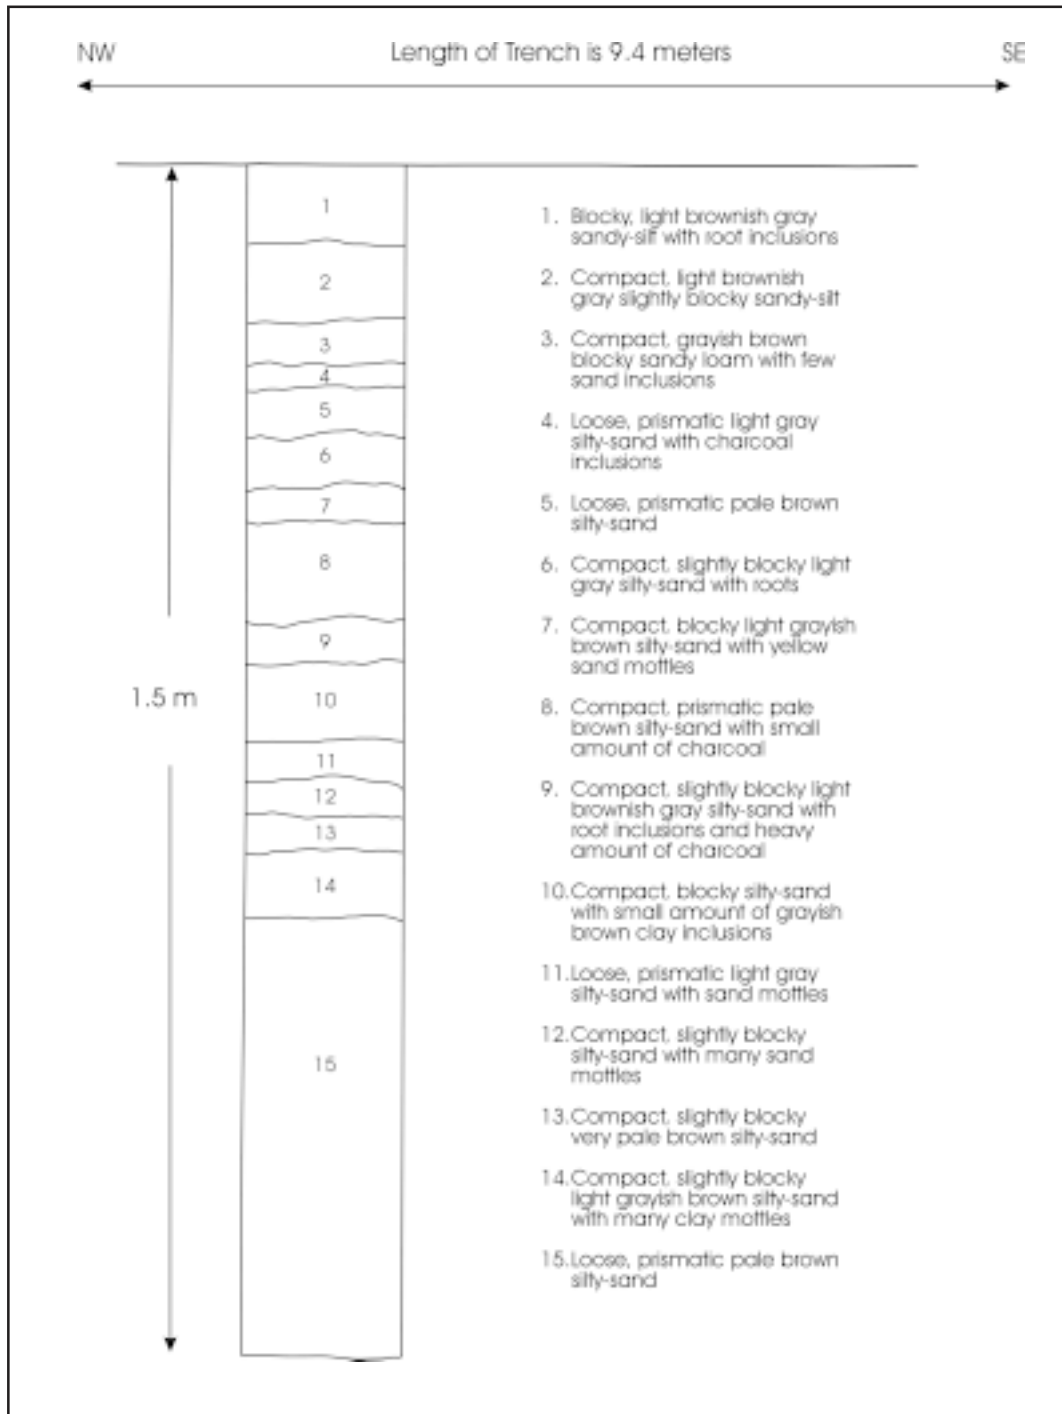 NW Length of Trench is 9.4 meters SE
1
2
3
4
5
6
7
8
9
10
11
12
13
14
15
1.5 m
1. Blocky, light brownish gray
sandy-silt with root inclusions
2. Compact, light brownish
gray slightly blocky sandy-silt
3. Compact, grayish brown
blocky sandy loam with few
sand inclusions
4. Loose, prismatic light gray
silty-sand with charcoal
inclusions
5. Loose, prismatic pale brown
silty-sand
6. Compact, slightly blocky light
gray silty-sand with roots
7. Compact, blocky light grayish
brown silty-sand with yellow
sand mottles
8. Compact, prismatic pale
brown silty-sand with small
amount of charcoal
9. Compact, slightly blocky light
brownish gray silty-sand with
root inclusions and heavy
amount of charcoal
10.Compact, blocky silty-sand
with small amount of grayish
brown clay inclusions
11.Loose, prismatic light gray
silty-sand with sand mottles
12.Compact, slightly blocky
silty-sand with many sand
mottles
13.Compact, slightly blocky
very pale brown silty-sand
14.Compact, slightly blocky
light grayish brown silty-sand
with many clay mottles
15.Loose, prismatic pale brown
silty-sand